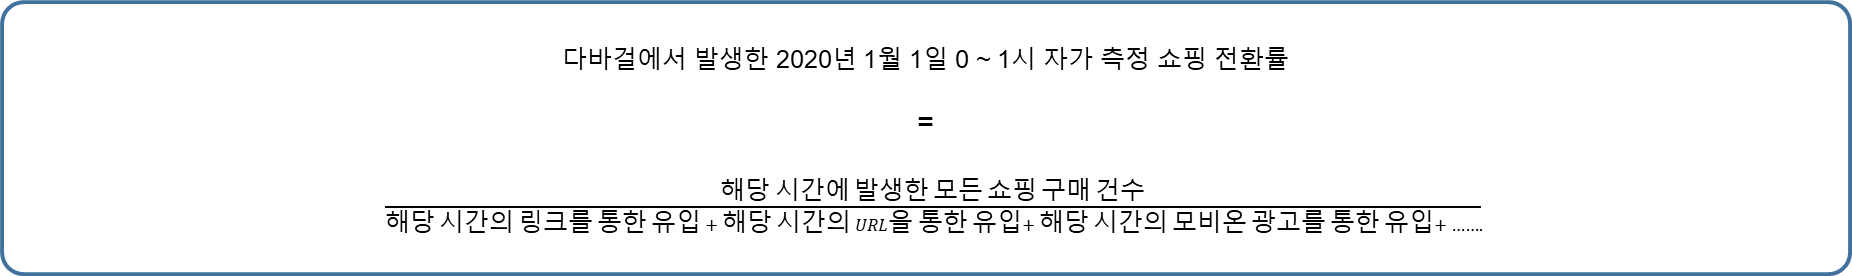 다바걸에서 발생한 2020년 1월 1일 0 ~ 1시 자가 측정 쇼핑 전환률
=
해당 시간에 발생한 모든 쇼핑 구매 건수
해당 시간의 링크를 통한 유입 + 해당 시간의 URL을 통한 유입+ 해당 시간의 모비온 광고를 통한 유입+ .......